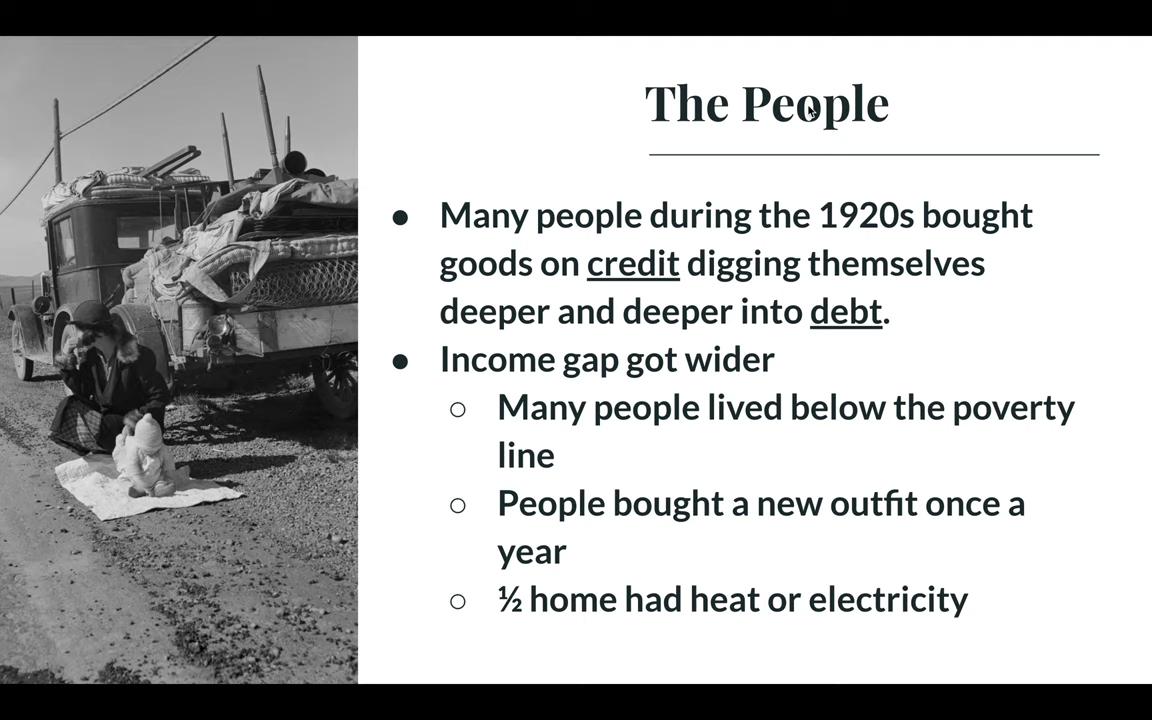 The People
● Many people during the 1920s bought
goods on credit digging themselves
deeper and deeper into debt.
● Income gap got wider
○ Many people lived below the poverty
line
○ People bought a new outfit once a
year
○ ½ home had heat or electricity